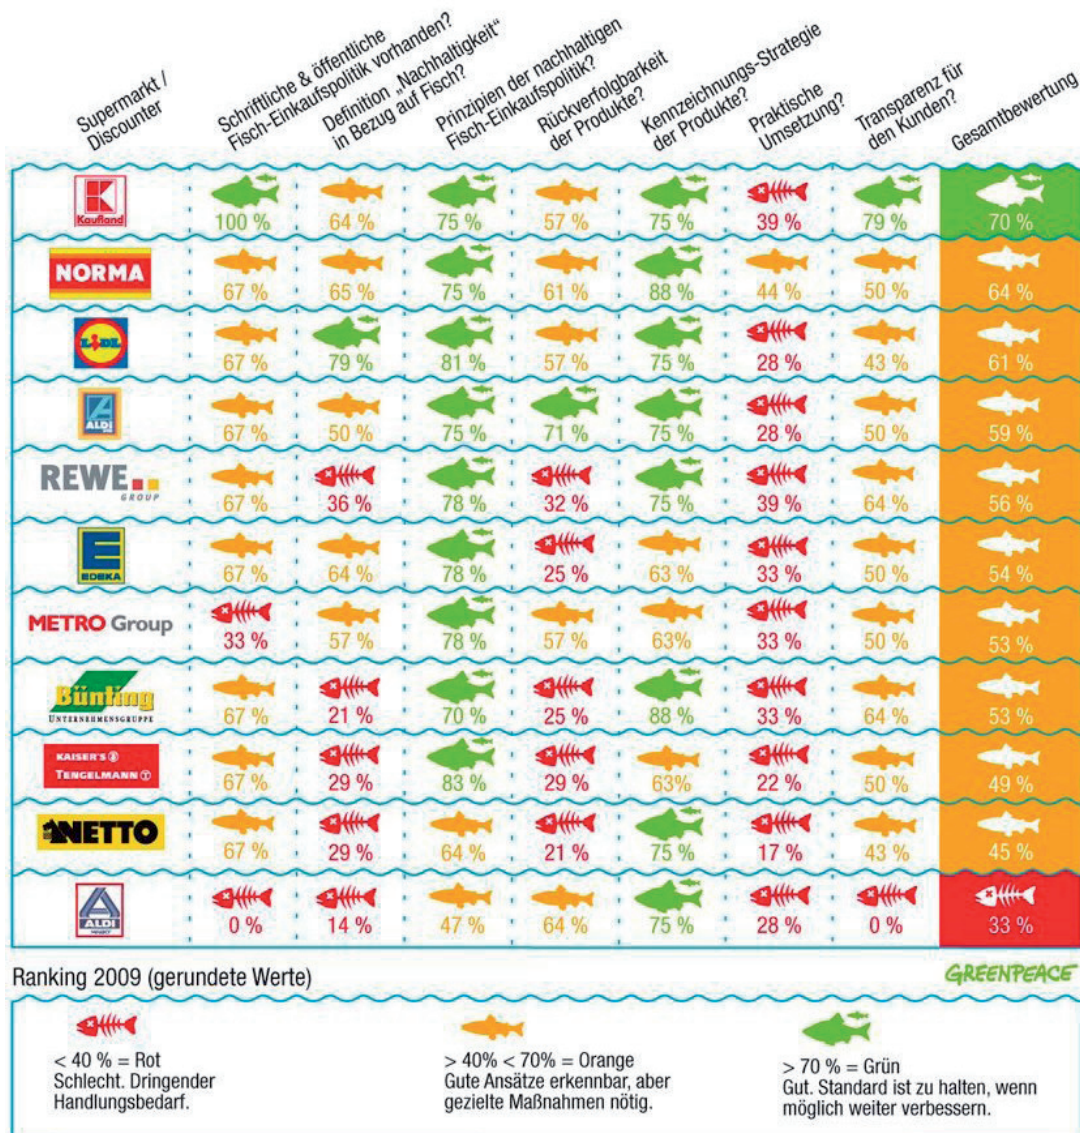 Supermarkt /
Discounter
Schriftliche & öffentliche
Fisch-Einkaufspolitik vorhanden?
Definition „Nachhaltigkeit"
in Bezug auf Fisch?
Prinzipien der nachhaltigen
Fisch-Einkaufpolitik?
Rückverfolgbarkeit
der Produkte?
Kennzeichnungs-Strategie
der Produkte?
Praktische
Umsetzung?
Transparenz für
den Kunden?
Gesamtbewertung
Kaufland
100 % 64 % 75 % 57 % 75 % 39 % 79 % 70 %
NORMA
67 % 65 % 75 % 61 % 88 % 44 % 50 % 64 %
LIDL
67 % 79 % 81 % 57 % 75 % 28 % 43 % 61 %
ALDI
67 % 50 % 75 % 71 % 75 % 28 % 50 % 59 %
REWE
GROUP
67 % 36 % 78 % 32 % 75 % 39 % 64 % 56 %
E
EDEKA
67 % 64 % 78 % 25 % 63 % 33 % 50 % 54 %
METRO Group
33 % 57 % 78 % 57 % 63% 33 % 50 % 53 %
Bünting
UNTERNEHMENSGRUPPE
67 % 21 % 70 % 25 % 88 % 33 % 64 % 53 %
KAISER'S
TENGELMANN
67 % 29 % 83 % 29 % 63% 22 % 50 % 49 %
NETTO
67 % 29 % 64 % 21 % 75 % 17 % 43 % 45 %
ALDI
0 % 14 % 47 % 64 % 75 % 28 % 0 % 33 %
Ranking 2009 (gerundete Werte)
GREENPEACE
< 40 % = Rot
Schlecht. Dringender
Handlungsbedarf.
> 40% < 70% = Orange
Gute Ansätze erkennbar, aber
gezielte Maßnahmen nötig.
> 70 % = Grün
Gut. Standard ist zu halten, wenn
möglich weiter verbessern.